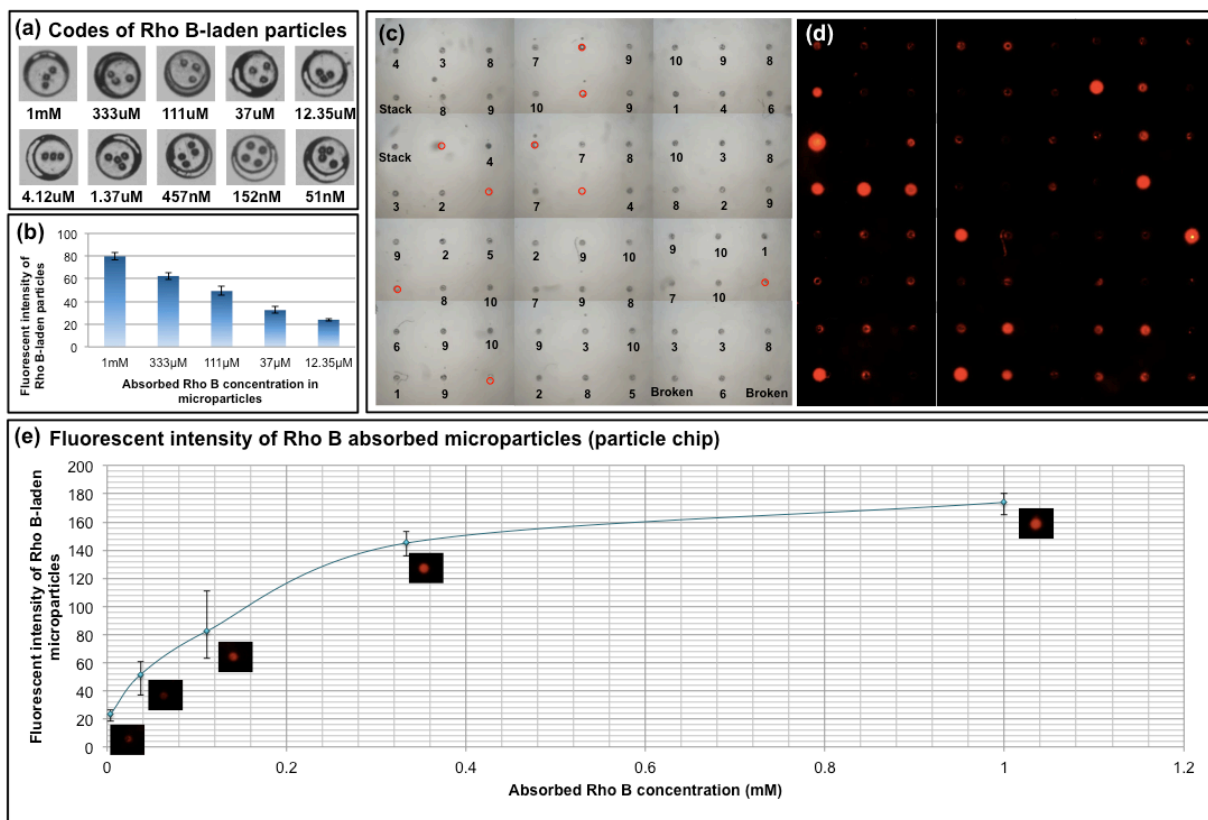 (a) Codes of Rho B-laden particles
1mM 333uM 111uM 37uM 12.35uM
4.12uM 1.37uM 457nM 152nM 51nM
(b)
Fluorescent intensity of
Rho B-laden particles
100
80
60
40
20
0
1mM 333µM 111µM 37µM 12.35µM
Absorbed Rho B concentration in
microparticles
(c)
4 3 8 7 9 10 9 8
Stack 8 9 10 9 1 4 6
Stack 4 7 8 10 3 8
3 2 7 4 8 2 9
9 2 5 2 9 10 9 10 1
8 10 7 9 8 7 10
6 9 10 9 3 10 3 3 8
1 9 2 8 5 Broken 6 Broken
(d)
(e) Fluorescent intensity of Rho B absorbed microparticles (particle chip)
Fluorescent intensity of Rho B-laden
microparticles
200
180
160
140
120
100
80
60
40
20
0
0 0.2 0.4 0.6 0.8 1 1.2
Absorbed Rho B concentration (mM)